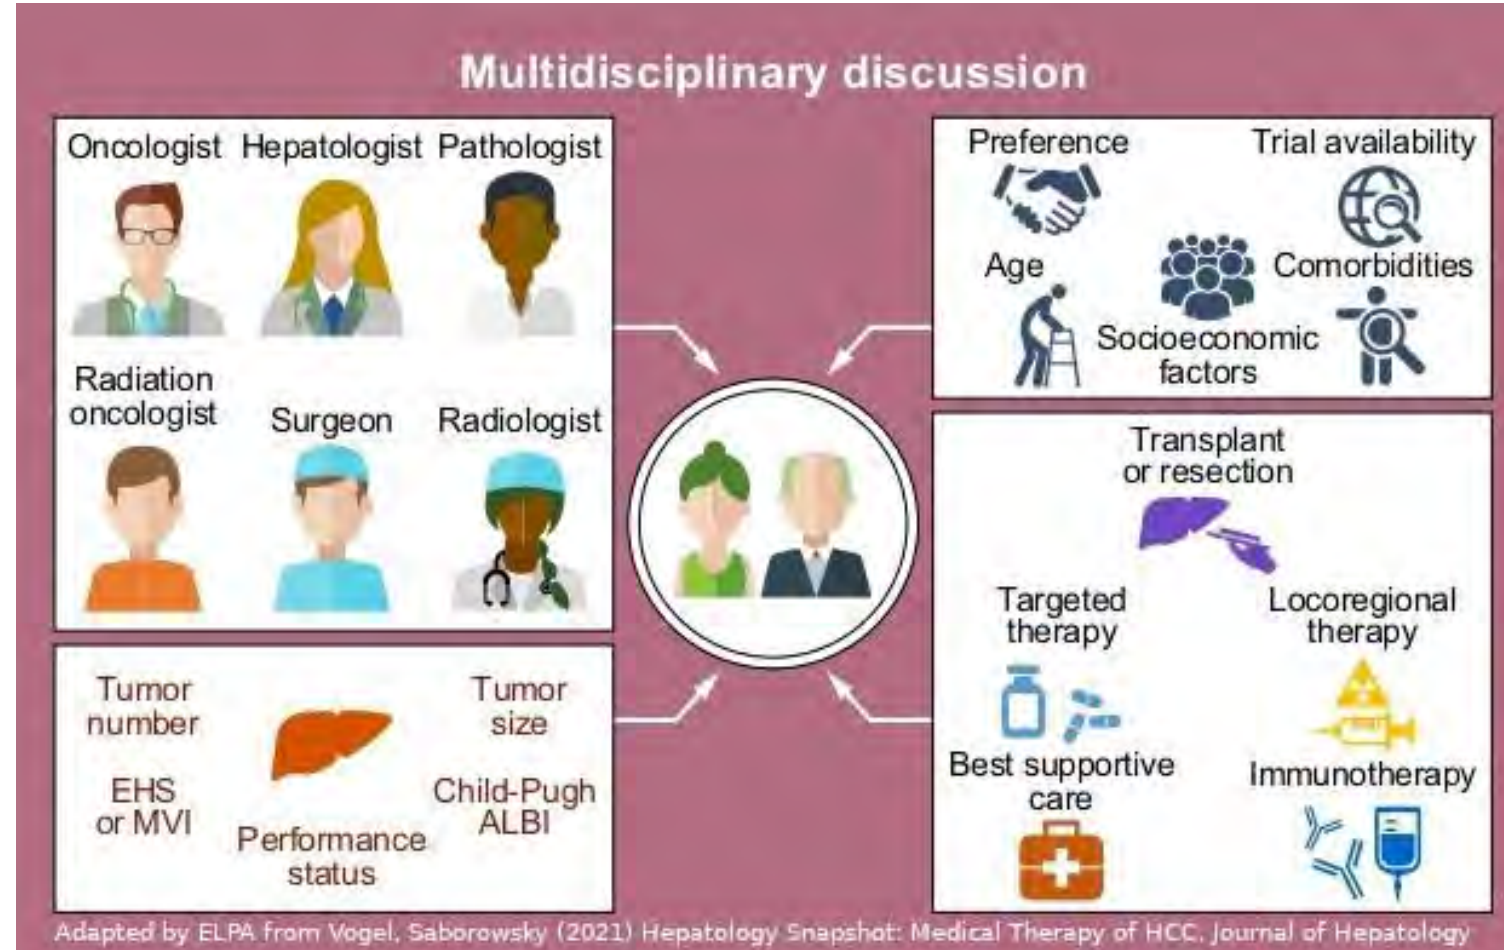 Multidisciplinary discussion
Oncologist Hepatologist Pathologist
Radiation
oncologist
Surgeon
Radiologist
Tumor
number
Tumor
size
EHS
or MVI
Child-Pugh
ALBI
Performance
status
Preference
Trial availability
Age
Comorbidities
Socioeconomic
factors
Transplant
or resection
Targeted
therapy
Locoregional
therapy
Best supportive
care
Immunotherapy
Adapted by ELPA from Vogel, Saborowsky (2021) Hepatology Snapshot: Medical Therapy of HCC, Journal of Hepatology